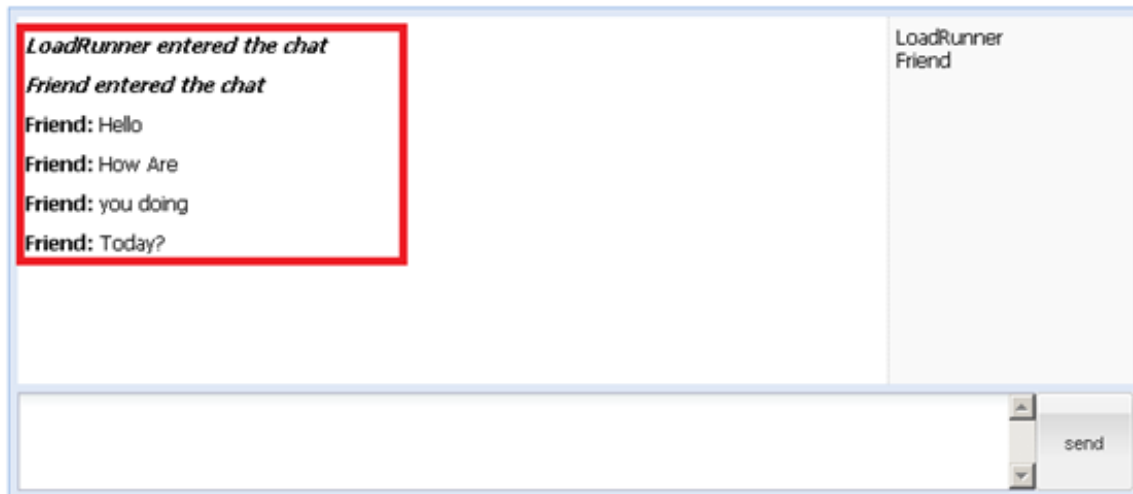 LoadRunner entered the chat
Friend entered the chat
Friend: Hello
Friend: How Are
Friend: you doing
Friend: Today?
LoadRunner
Friend
send